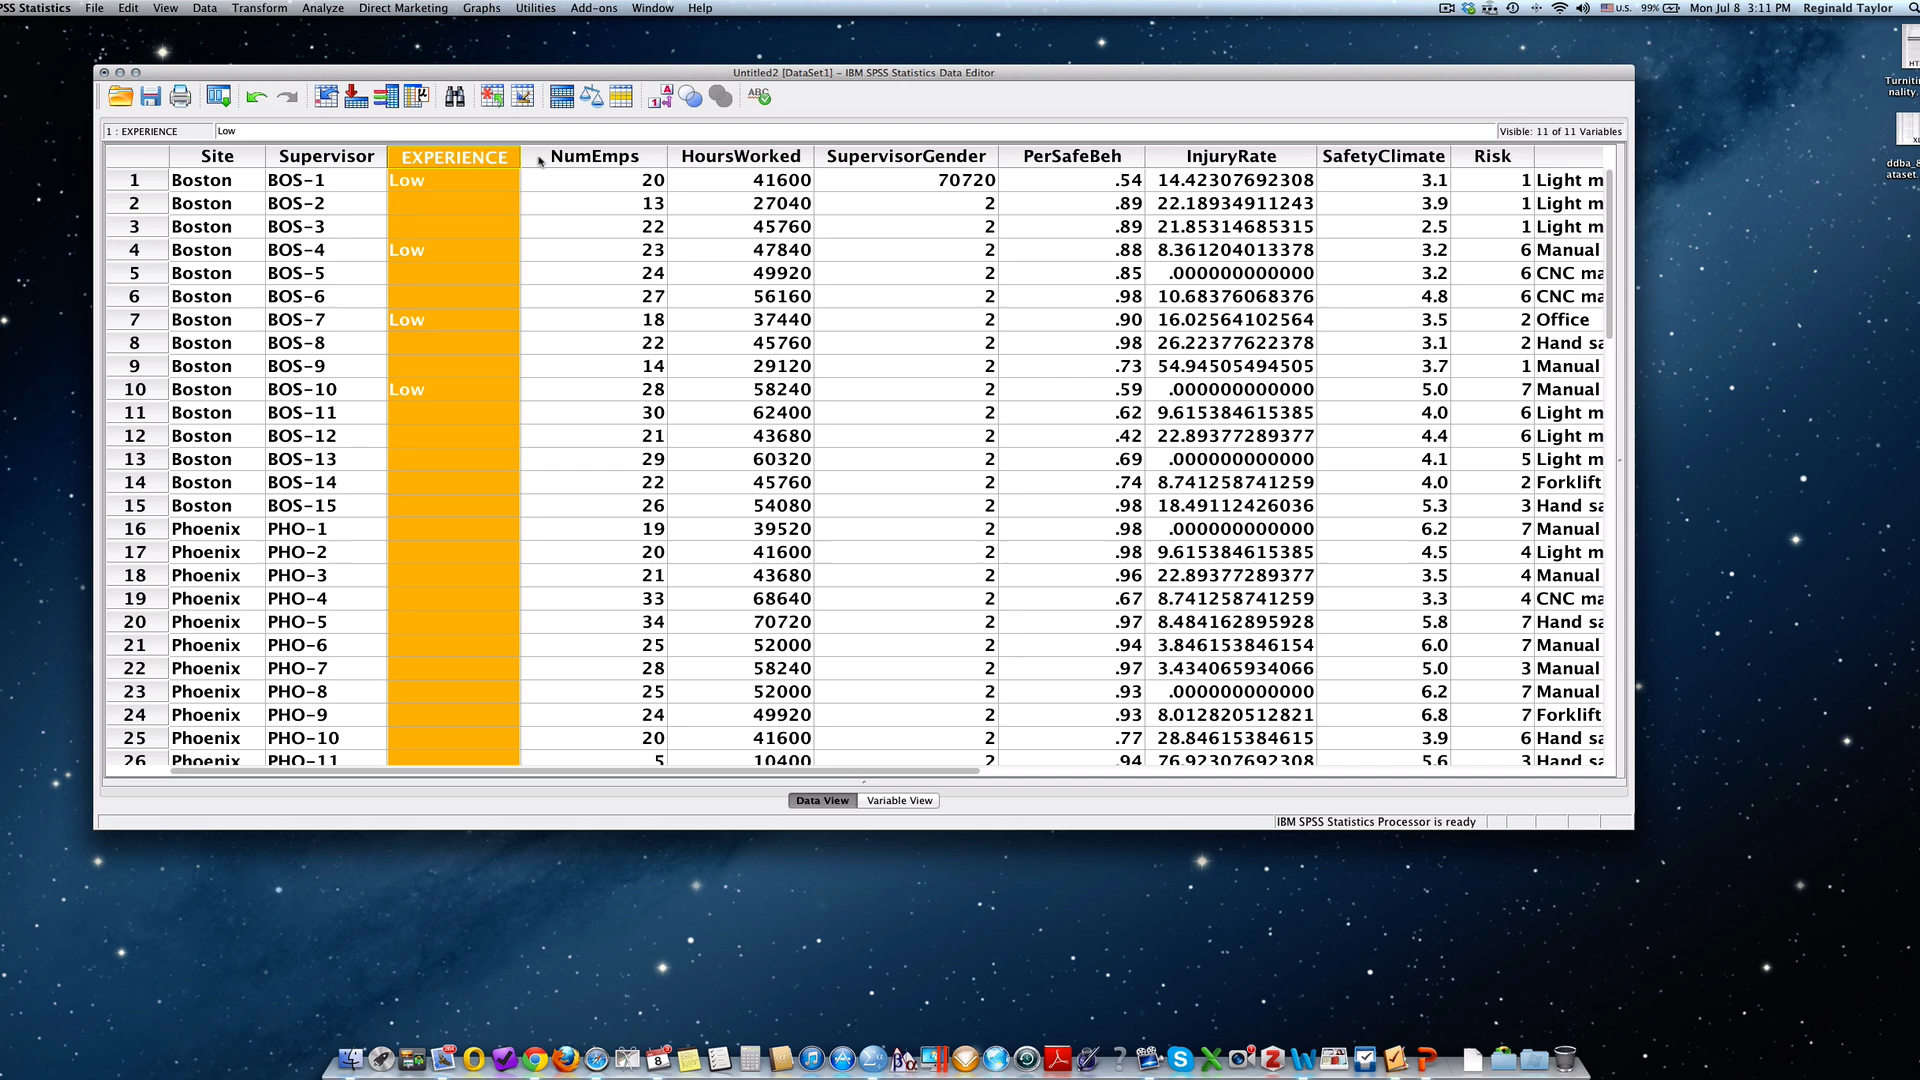 SPSS Statistics File Edit View Data Transform Analyze Direct Marketing Graphs Utilities Add-ons Window Help U.S. 99% Mon Jul 8 3:11 PM Reginald Taylor
Untitled2 [DataSet1] – IBM SPSS Statistics Data Editor
1 : EXPERIENCE Low Visible: 11 of 11 Variables
Site Supervisor EXPERIENCE NumEmps HoursWorked SupervisorGender PerSafeBeh InjuryRate SafetyClimate Risk
1 Boston BOS-1 Low 20 41600 70720 .54 14.42307692308 3.1 1 Light m
2 Boston BOS-2 13 27040 2 .89 22.18934911243 3.9 1 Light m
3 Boston BOS-3 22 45760 2 .89 21.85314685315 2.5 1 Light m
4 Boston BOS-4 Low 23 47840 2 .88 8.361204013378 3.2 6 Manual
5 Boston BOS-5 24 49920 2 .85 .000000000000 3.2 6 CNC ma
6 Boston BOS-6 27 56160 2 .98 10.68376068376 4.8 6 CNC ma
7 Boston BOS-7 Low 18 37440 2 .90 16.02564102564 3.5 2 Office
8 Boston BOS-8 22 45760 2 .98 26.22377622378 3.1 2 Hand sa
9 Boston BOS-9 14 29120 2 .73 54.94505494505 3.7 1 Manual
10 Boston BOS-10 Low 28 58240 2 .59 .000000000000 5.0 7 Manual
11 Boston BOS-11 30 62400 2 .62 9.615384615385 4.0 6 Light m
12 Boston BOS-12 21 43680 2 .42 22.89377289377 4.4 6 Light m
13 Boston BOS-13 29 60320 2 .69 .000000000000 4.1 5 Light m
14 Boston BOS-14 22 45760 2 .74 8.741258741259 4.0 2 Forklift
15 Boston BOS-15 26 54080 2 .98 18.49112426036 5.3 3 Hand sa
16 Phoenix PHO-1 19 39520 2 .98 .000000000000 6.2 7 Manual
17 Phoenix PHO-2 20 41600 2 .98 9.615384615385 4.5 4 Light m
18 Phoenix PHO-3 21 43680 2 .96 22.89377289377 3.5 4 Manual
19 Phoenix PHO-4 33 68640 2 .67 8.741258741259 3.3 4 CNC ma
20 Phoenix PHO-5 34 70720 2 .97 8.484162895928 5.8 7 Hand sa
21 Phoenix PHO-6 25 52000 2 .94 3.846153846154 6.0 7 Manual
22 Phoenix PHO-7 28 58240 2 .97 3.434065934066 5.0 3 Manual
23 Phoenix PHO-8 25 52000 2 .93 .000000000000 6.2 7 Manual
24 Phoenix PHO-9 24 49920 2 .93 8.012820512821 6.8 7 Forklift
25 Phoenix PHO-10 20 41600 2 .77 28.84615384615 3.9 6 Hand sa
26 Phoenix PHO-11 5 10400 2 .94 76.92307692308 5.6 3 Hand sa
Data View Variable View
IBM SPSS Statistics Processor is ready
Turnitin
nality.
ddba_8
ataset.